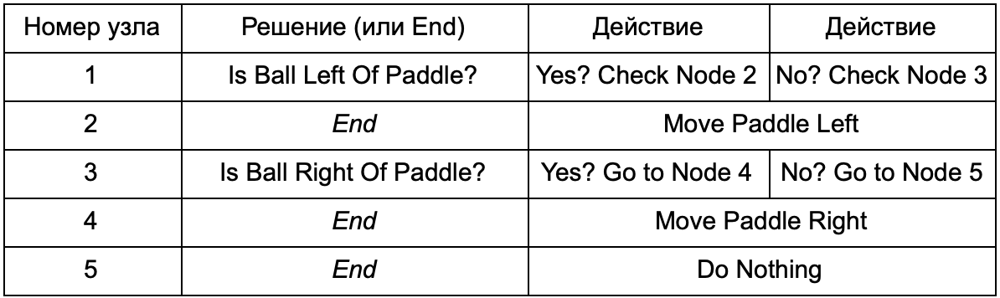 Номер узла Решение (или End) Действие Действие
1 Is Ball Left Of Paddle? Yes? Check Node 2 No? Check Node 3
2 End Move Paddle Left
3 Is Ball Right Of Paddle? Yes? Go to Node 4 No? Go to Node 5
4 End Move Paddle Right
5 End Do Nothing